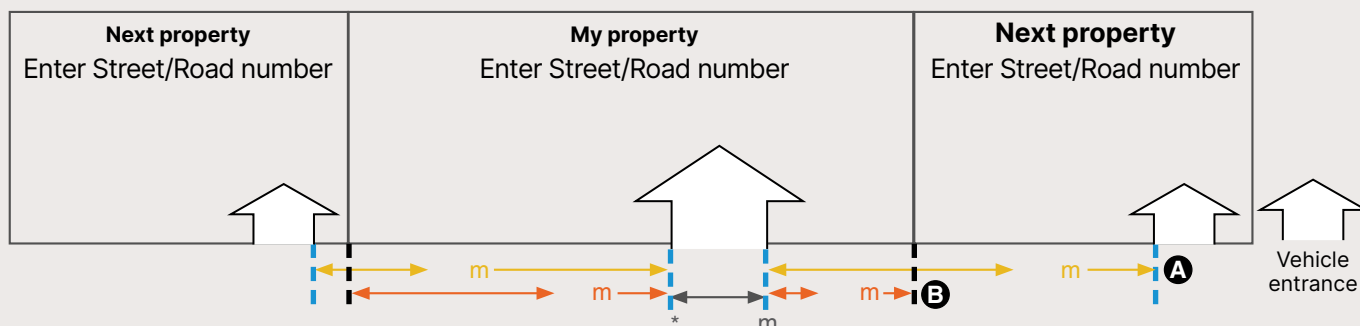 Next property
Enter Street/Road number
My property
Enter Street/Road number
Next property
Enter Street/Road number
m
m
A
m
m
B
* m
Vehicle
entrance